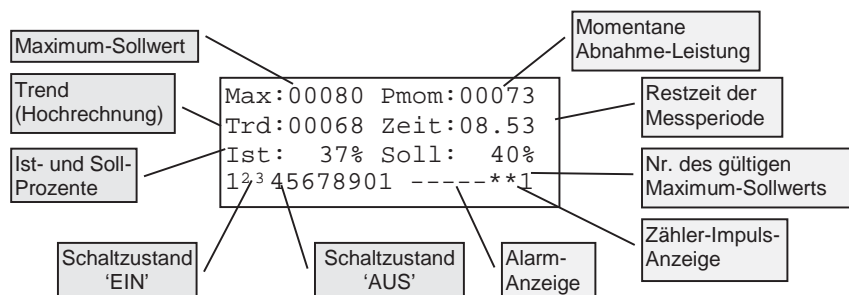 Maximum-Sollwert
Momentane
Abnahme-Leistung
Trend
(Hochrechnung)
Max:00080 Pmom:00073
Trd:00068 Zeit:08.53
Ist:  37% Soll:  40%
1²³45678901 -----**1
Restzeit der
Messperiode
Ist- und Soll-
Prozente
Nr. des gültigen
Maximum-Sollwerts
Schaltzustand
‘EIN’
Schaltzustand
‘AUS’
Alarm-
Anzeige
Zähler-Impuls-
Anzeige